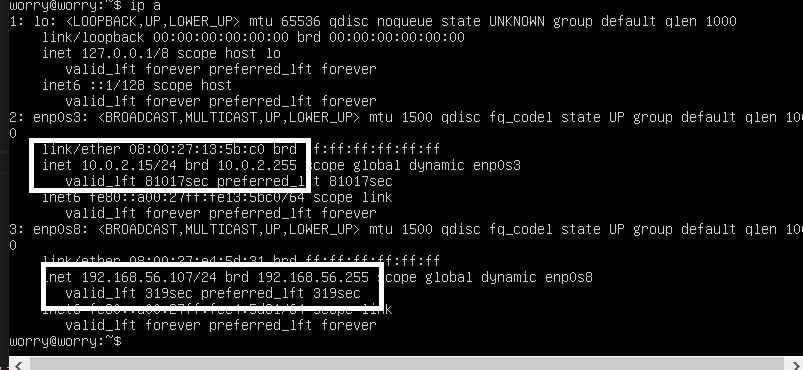 worry@worry:~$ ip a
1: lo: <LOOPBACK,UP,LOWER_UP> mtu 65536 qdisc noqueue state UNKNOWN group default qlen 1000
link/loopback 00:00:00:00:00:00 brd 00:00:00:00:00:00
inet 127.0.0.1/8 scope host lo
valid_lft forever preferred_lft forever
inet6 ::1/128 scope host
valid_lft forever preferred_lft forever
2: enp0s3: <BROADCAST,MULTICAST,UP,LOWER_UP> mtu 1500 qdisc fq_codel state UP group default qlen 100
0
link/ether 08:00:27:13:5b:c0 brd ff:ff:ff:ff:ff:ff
inet 10.0.2.15/24 brd 10.0.2.255 scope global dynamic enp0s3
valid_lft 81017sec preferred_lft 81017sec
inet6 fe80::a00:27ff:fe13:5bc0/64 scope link
valid_lft forever preferred_lft forever
3: enp0s8: <BROADCAST,MULTICAST,UP,LOWER_UP> mtu 1500 qdisc fq_codel state UP group default qlen 100
0
link/ether 08:00:27:e4:5d:31 brd ff:ff:ff:ff:ff:ff
inet 192.168.56.107/24 brd 192.168.56.255 scope global dynamic enp0s8
valid_lft 319sec preferred_lft 319sec
inet6 fe80::a00:27ff:fee4:5d31/64 scope link
valid_lft forever preferred_lft forever
worry@worry:~$